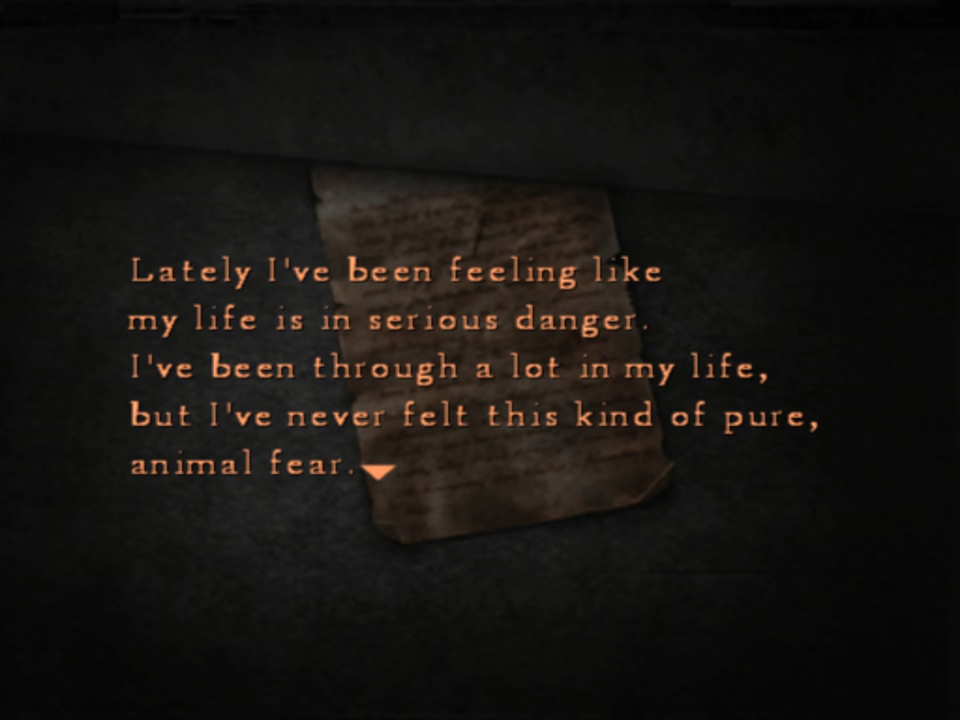 Lately I've been feeling like
my life is in serious danger.
I've been through a lot in my life,
but I've never felt this kind of pure,
animal fear.